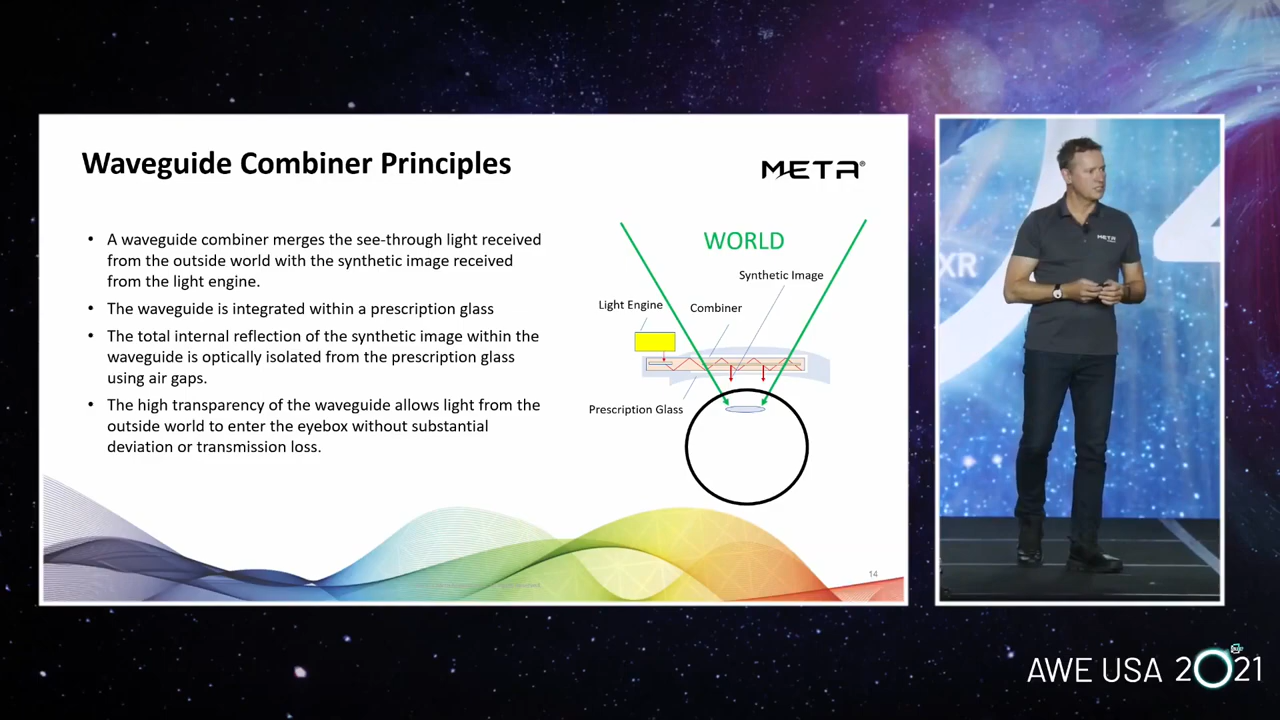 Waveguide Combiner Principles
META®
• A waveguide combiner merges the see-through light received
from the outside world with the synthetic image received
from the light engine.
• The waveguide is integrated within a prescription glass
• The total internal reflection of the synthetic image within the
waveguide is optically isolated from the prescription glass
using air gaps.
• The high transparency of the waveguide allows light from the
outside world to enter the eyebox without substantial
deviation or transmission loss.
WORLD
Synthetic Image
Light Engine
Combiner
Prescription Glass
14
XR
META
AWE USA 2021